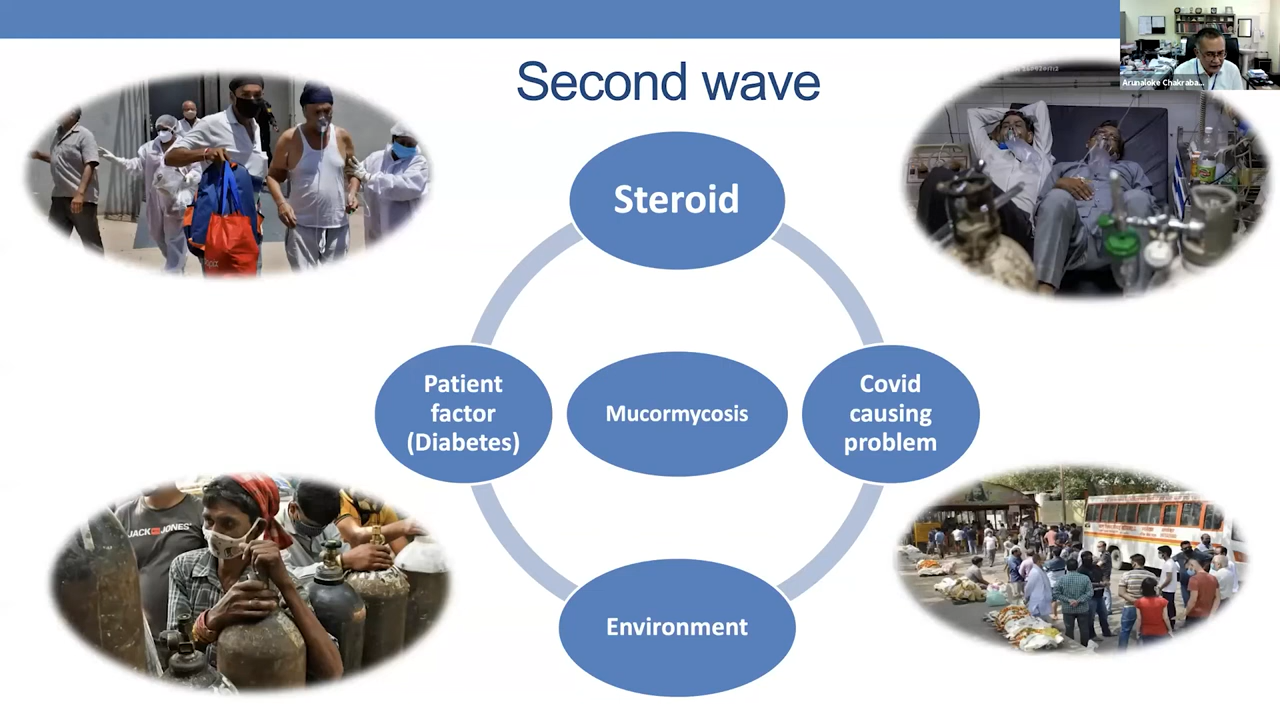 Second wave
Arunaloke Chakraba...
Steroid
Patient
factor
(Diabetes)
Mucormycosis
Covid
causing
problem
JACK JONES
Environment